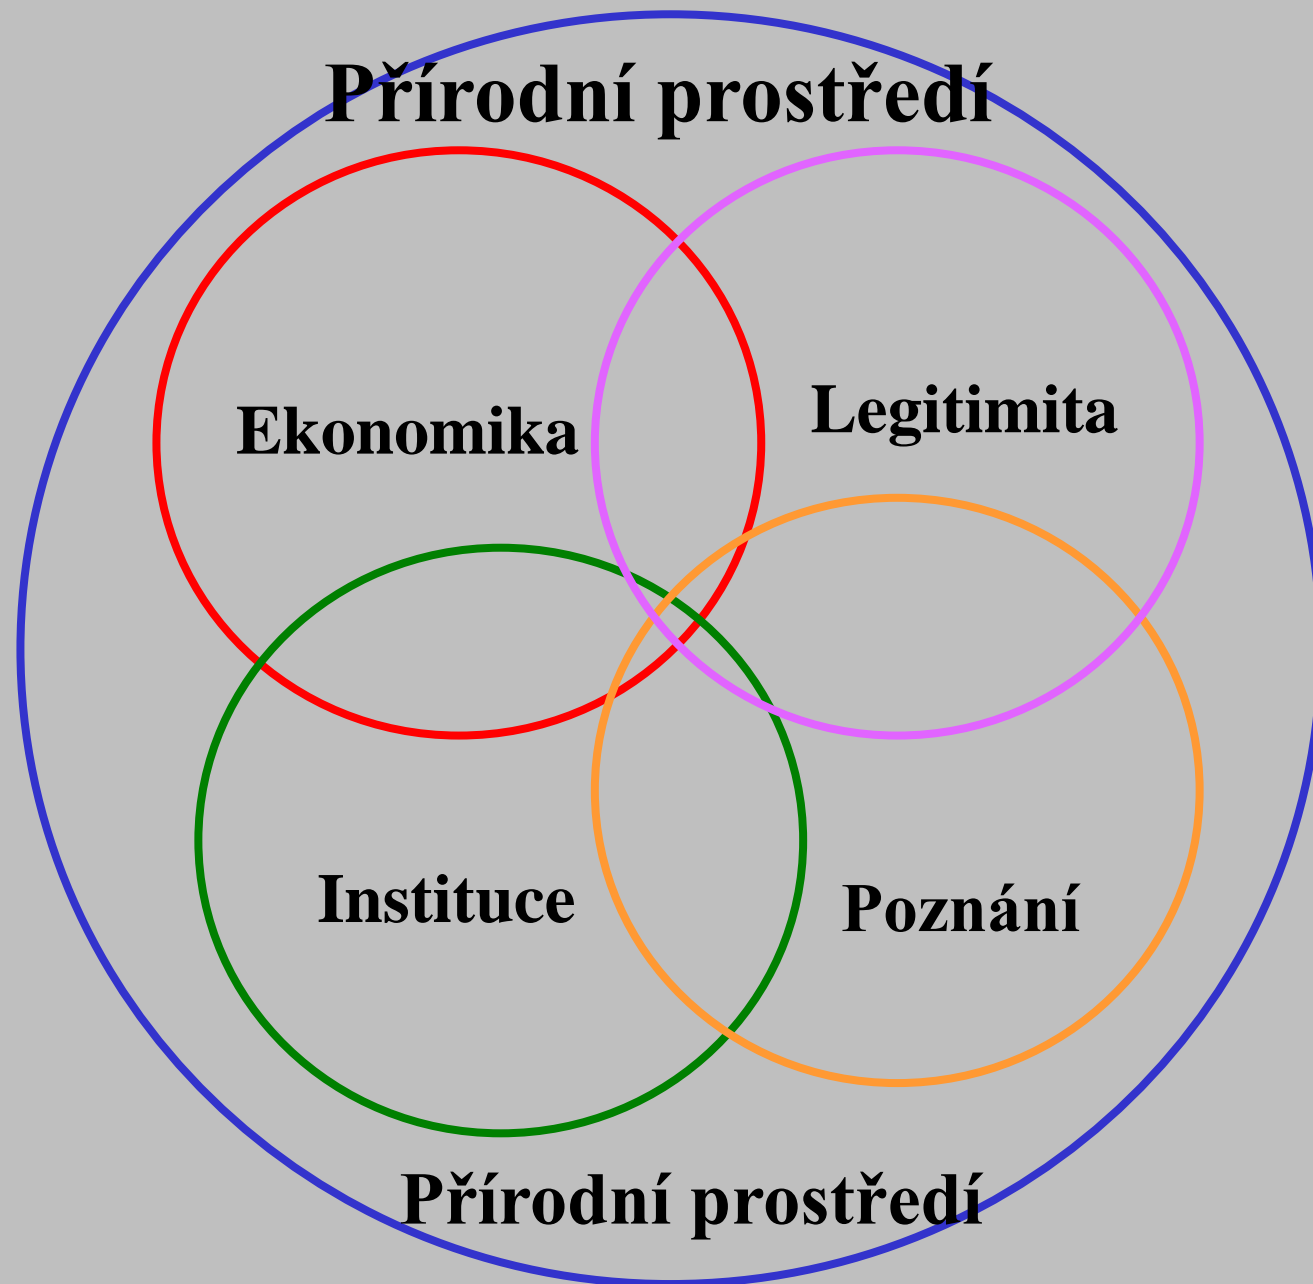 Přírodní prostředí
Ekonomika
Legitimita
Instituce
Poznání
Přírodní prostředí